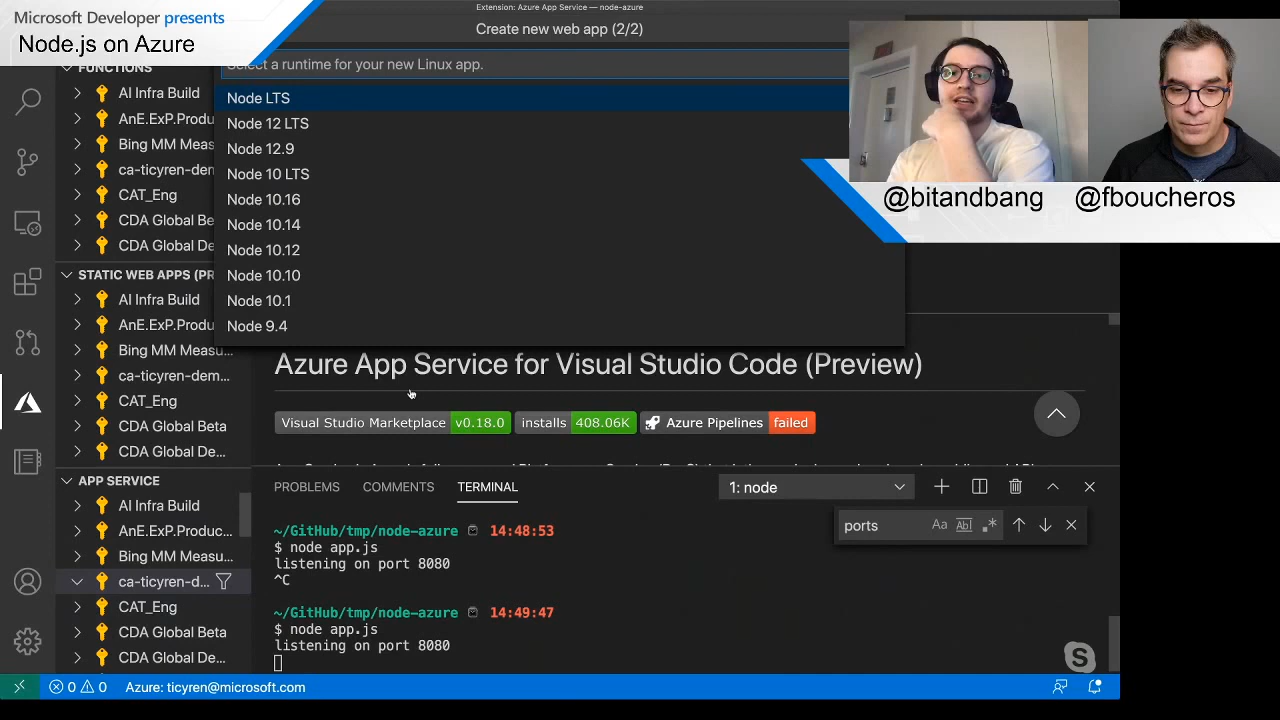 Microsoft Developer presents
Node.js on Azure
Extension: Azure App Service — node-azure
Create new web app (2/2)
Select a runtime for your new Linux app.
Node LTS
Node 12 LTS
Node 12.9
Node 10 LTS
Node 10.16
Node 10.14
Node 10.12
Node 10.10
Node 10.1
Node 9.4
@bitandbang
@fboucheros
FUNCTIONS
AI Infra Build
AnE.ExP.Produ
Bing MM Meas
ca-ticyren-der
CAT_Eng
CDA Global Be
CDA Global De
STATIC WEB APPS (PR
AI Infra Build
AnE.ExP.Produ
Bing MM Measu...
ca-ticyren-dem...
CAT_Eng
CDA Global Beta
CDA Global De...
APP SERVICE
AI Infra Build
AnE.ExP.Produc...
Bing MM Measu...
ca-ticyren-d...
CAT_Eng
CDA Global Beta
CDA Global De...
Azure App Service for Visual Studio Code (Preview)
Visual Studio Marketplace v0.18.0 installs 408.06K Azure Pipelines failed
PROBLEMS COMMENTS TERMINAL
1: node
ports
Aa Abl .*
~/GitHub/tmp/node-azure 14:48:53
$ node app.js
listening on port 8080
^C
~/GitHub/tmp/node-azure 14:49:47
$ node app.js
listening on port 8080
S
0 0 Azure: ticyren@microsoft.com